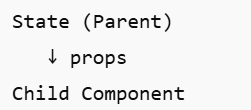 State (Parent)
↓ props
Child Component